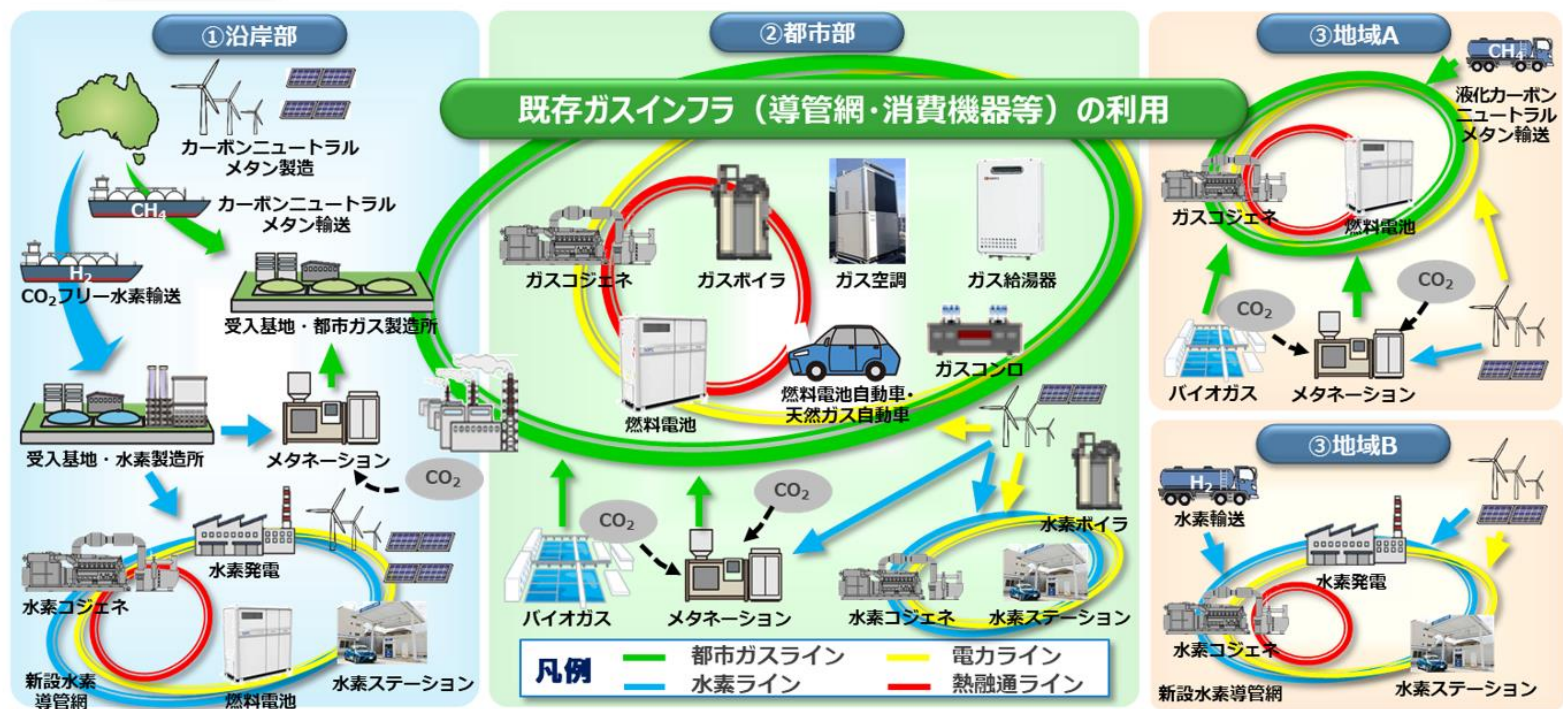 ①沿岸部
カーボンニュートラル
メタン製造
CH₄
カーボンニュートラル
メタン輸送
H₂
CO₂フリー水素輸送
受入基地・都市ガス製造所
受入基地・水素製造所
メタネーション
CO₂
水素発電
水素コジェネ
新設水素
導管網
燃料電池
水素ステーション
②都市部
既存ガスインフラ（導管網・消費機器等）の利用
ガスコジェネ
ガスボイラ
ガス空調
ガス給湯器
燃料電池
燃料電池自動車・
天然ガス自動車
ガスコンロ
CO₂
CO₂
バイオガス
メタネーション
水素ボイラ
水素コジェネ
水素ステーション
凡例
都市ガスライン
電力ライン
水素ライン
熱融通ライン
③地域A
CH₄
液化カーボン
ニュートラル
メタン輸送
ガスコジェネ
燃料電池
CO₂
CO₂
バイオガス
メタネーション
③地域B
H₂
水素輸送
水素発電
水素コジェネ
新設水素導管網
水素ステーション